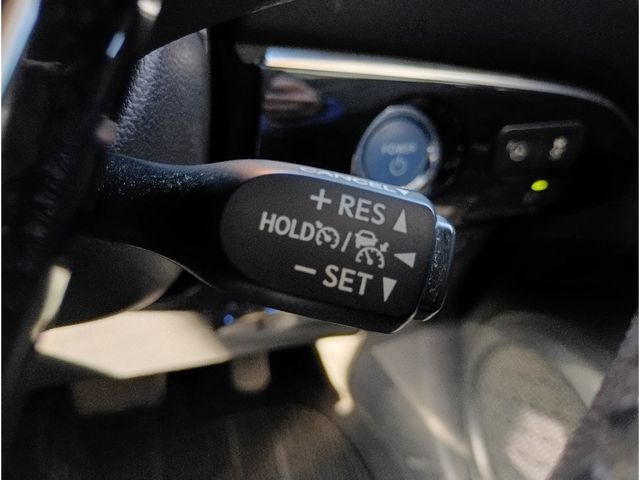 POWER
CANCEL
+ RES
HOLD /
− SET